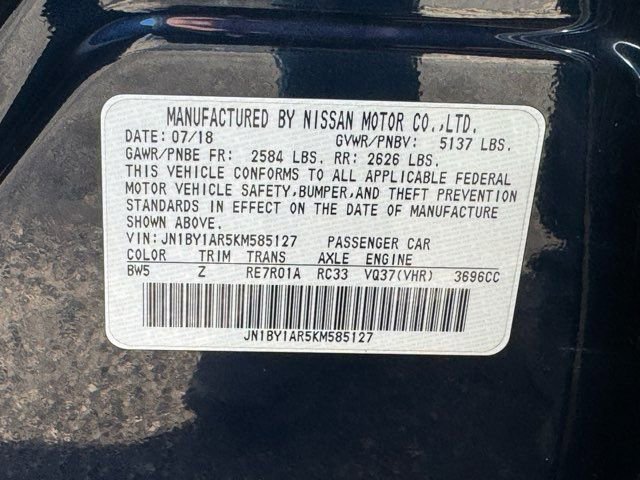 MANUFACTURED BY NISSAN MOTOR CO.,LTD.
DATE: 07/18 GVWR/PNBV: 5137 LBS.
GAWR/PNBE FR: 2584 LBS. RR: 2626 LBS.
THIS VEHICLE CONFORMS TO ALL APPLICABLE FEDERAL
MOTOR VEHICLE SAFETY,BUMPER,AND THEFT PREVENTION
STANDARDS IN EFFECT ON THE DATE OF MANUFACTURE
SHOWN ABOVE.
VIN: JN1BY1AR5KM585127 PASSENGER CAR
COLOR TRIM TRANS AXLE ENGINE
BW5 Z RE7R01A RC33 VQ37(VHR) 3696CC
JN1BY1AR5KM585127